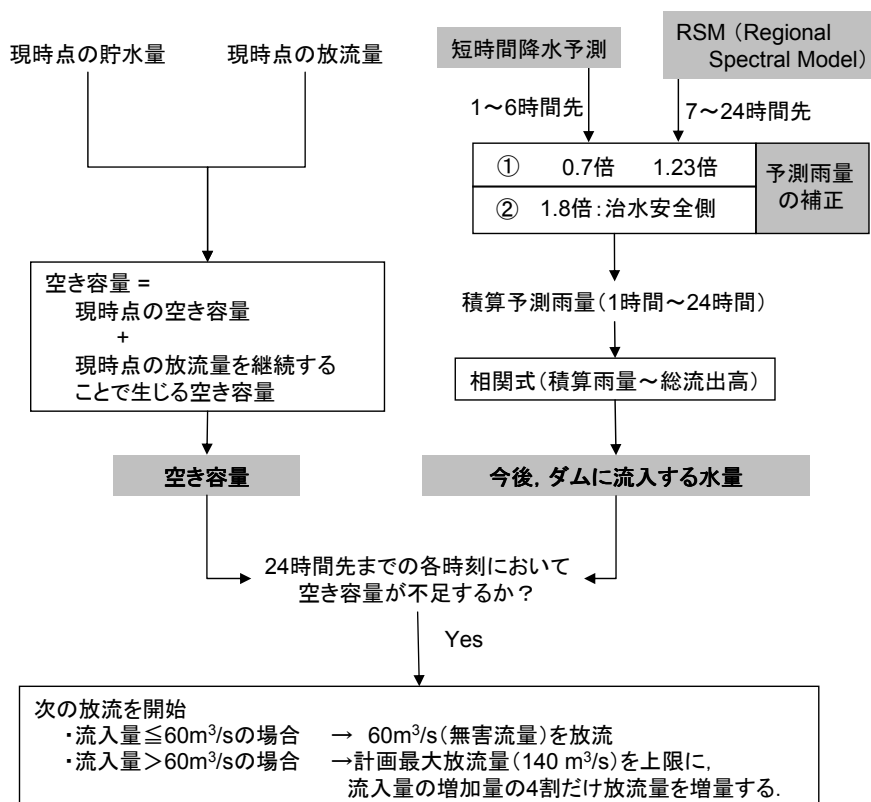 現時点の貯水量
現時点の放流量
短時間降水予測
RSM（Regional
Spectral Model）
1～6時間先
7～24時間先
① 0.7倍 1.23倍
② 1.8倍：治水安全側
予測雨量
の補正
空き容量 =
現時点の空き容量
+
現時点の放流量を継続する
ことで生じる空き容量
積算予測雨量（1時間～24時間）
相関式（積算雨量～総流出高）
空き容量
今後，ダムに流入する水量
24時間先までの各時刻において
空き容量が不足するか？
Yes
次の放流を開始
・流入量≦60m³/sの場合 → 60m³/s（無害流量）を放流
・流入量＞60m³/sの場合 →計画最大放流量（140 m³/s）を上限に，
流入量の増加量の4割だけ放流量を増量する．